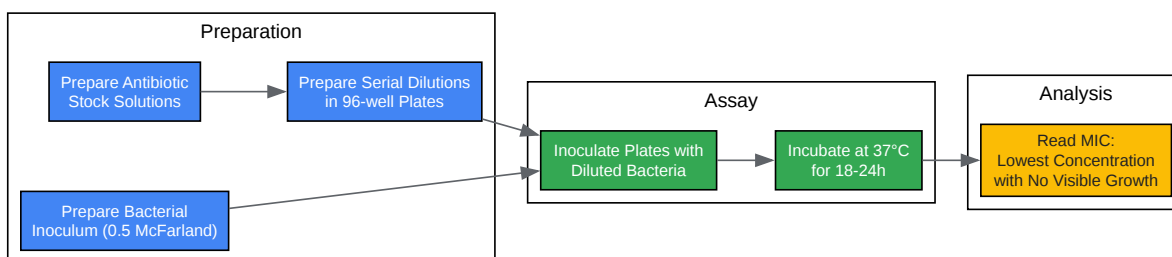 Preparation
Prepare Antibiotic
Stock Solutions
Prepare Serial Dilutions
in 96-well Plates
Prepare Bacterial
Inoculum (0.5 McFarland)
Assay
Inoculate Plates with
Diluted Bacteria
Incubate at 37°C
for 18-24h
Analysis
Read MIC:
Lowest Concentration
with No Visible Growth